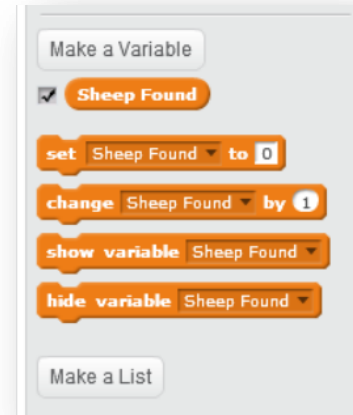 Make a Variable
Sheep Found
set Sheep Found to 0
change Sheep Found by 1
show variable Sheep Found
hide variable Sheep Found
Make a List